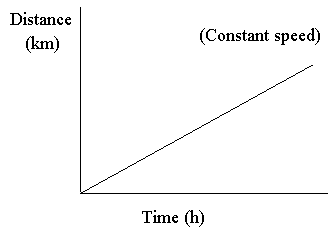 Distance
(km)
(Constant speed)
Time (h)